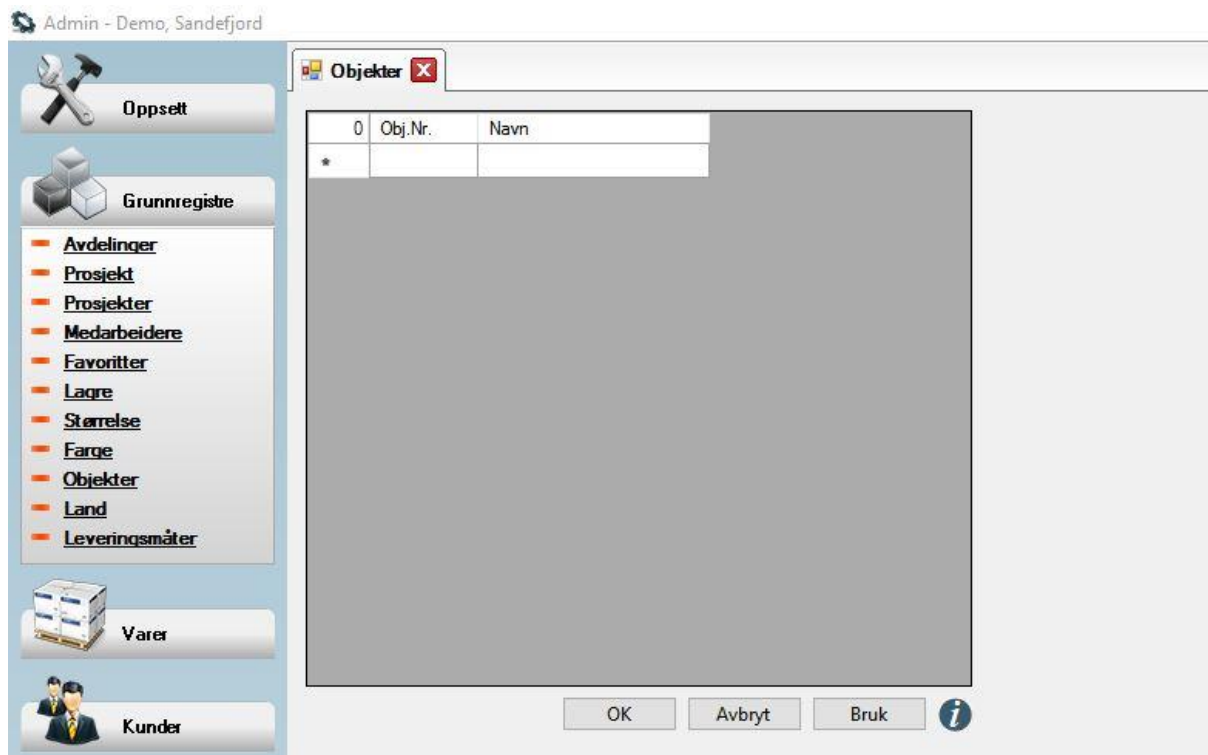 Admin - Demo, Sandefjord
Oppsett
Grunnregistre
Avdelinger
Prosjekt
Prosjekter
Medarbeidere
Favoritter
Lagre
Størrelse
Farge
Objekter
Land
Leveringsmåter
Varer
Kunder
Objekter
0 Obj.Nr. Navn
*
OK Avbryt Bruk i